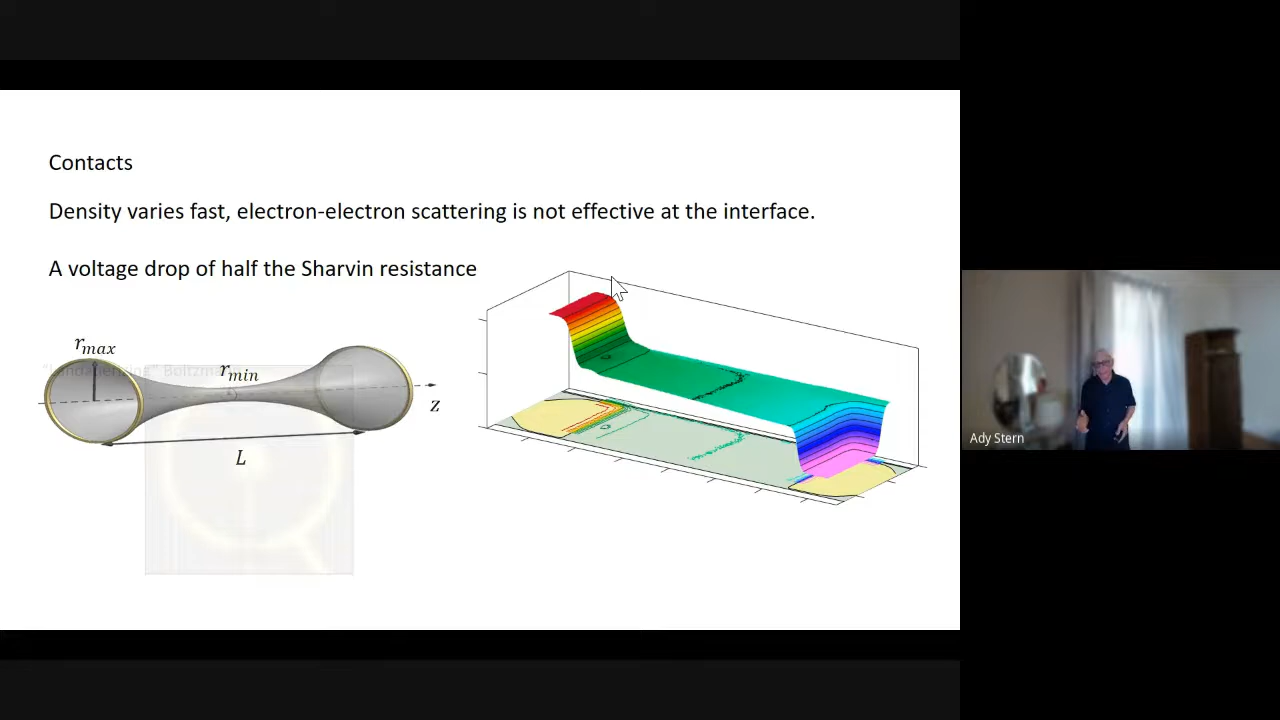 Contacts
Density varies fast, electron-electron scattering is not effective at the interface.
A voltage drop of half the Sharvin resistance
r_max
r_min
z
L
Ady Stern